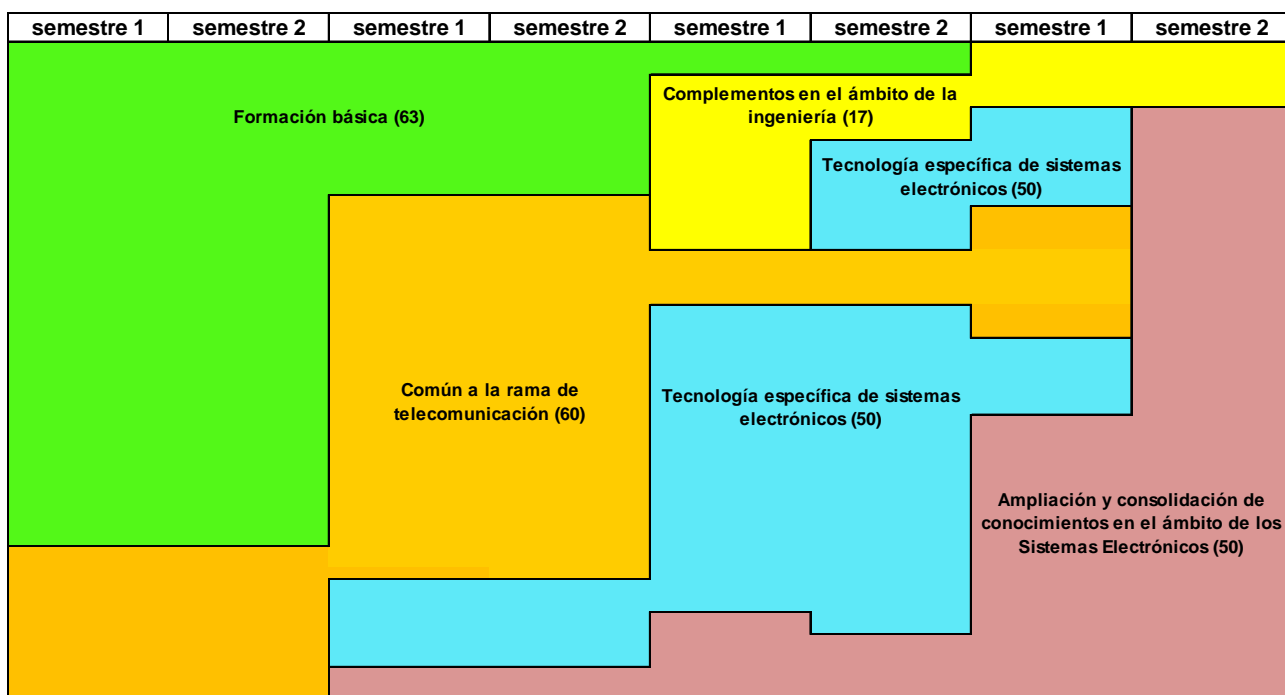 semestre 1 semestre 2 semestre 1 semestre 2 semestre 1 semestre 2 semestre 1 semestre 2
Formación básica (63)
Complementos en el ámbito de la
ingeniería (17)
Tecnología específica de sistemas
electrónicos (50)
Común a la rama de
telecomunicación (60)
Tecnología específica de sistemas
electrónicos (50)
Ampliación y consolidación de
conocimientos en el ámbito de los
Sistemas Electrónicos (50)